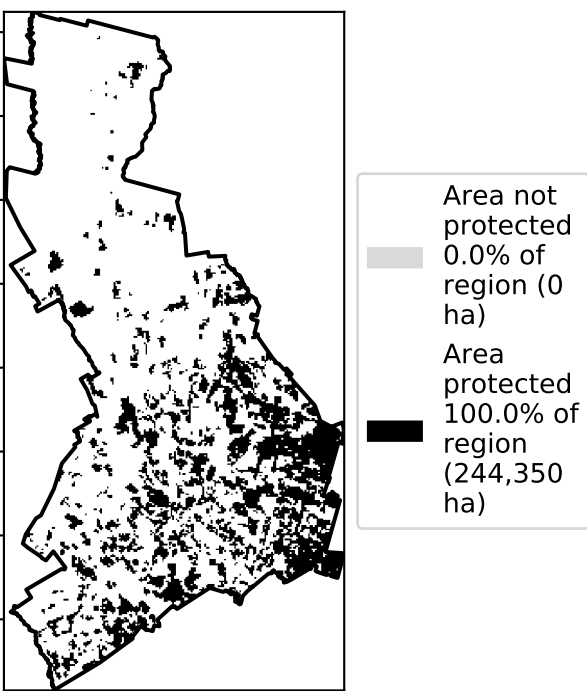 Area not
protected
0.0% of
region (0
ha)
Area
protected
100.0% of
region
(244,350
ha)